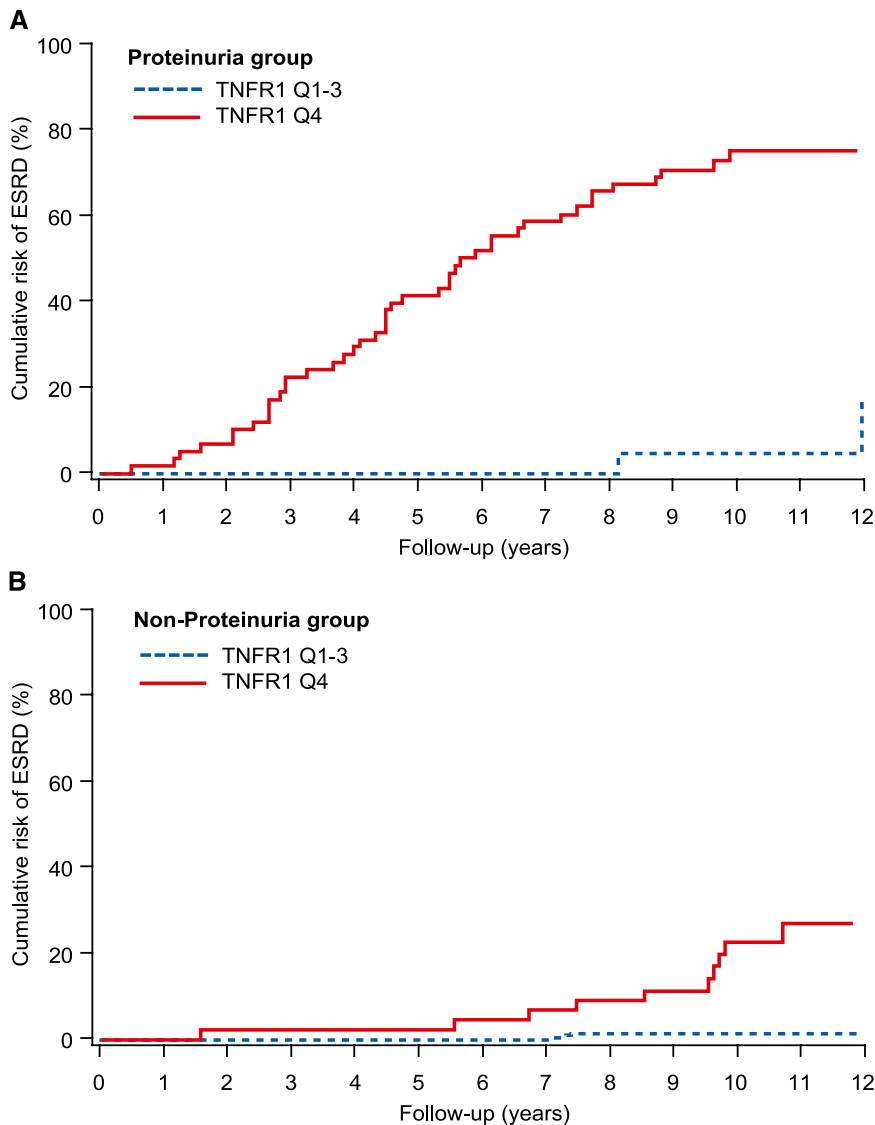 A
Proteinuria group
TNFR1 Q1-3
TNFR1 Q4
Cumulative risk of ESRD (%)
100
80
60
40
20
0
0 1 2 3 4 5 6 7 8 9 10 11 12
Follow-up (years)
B
Non-Proteinuria group
TNFR1 Q1-3
TNFR1 Q4
Cumulative risk of ESRD (%)
100
80
60
40
20
0
0 1 2 3 4 5 6 7 8 9 10 11 12
Follow-up (years)